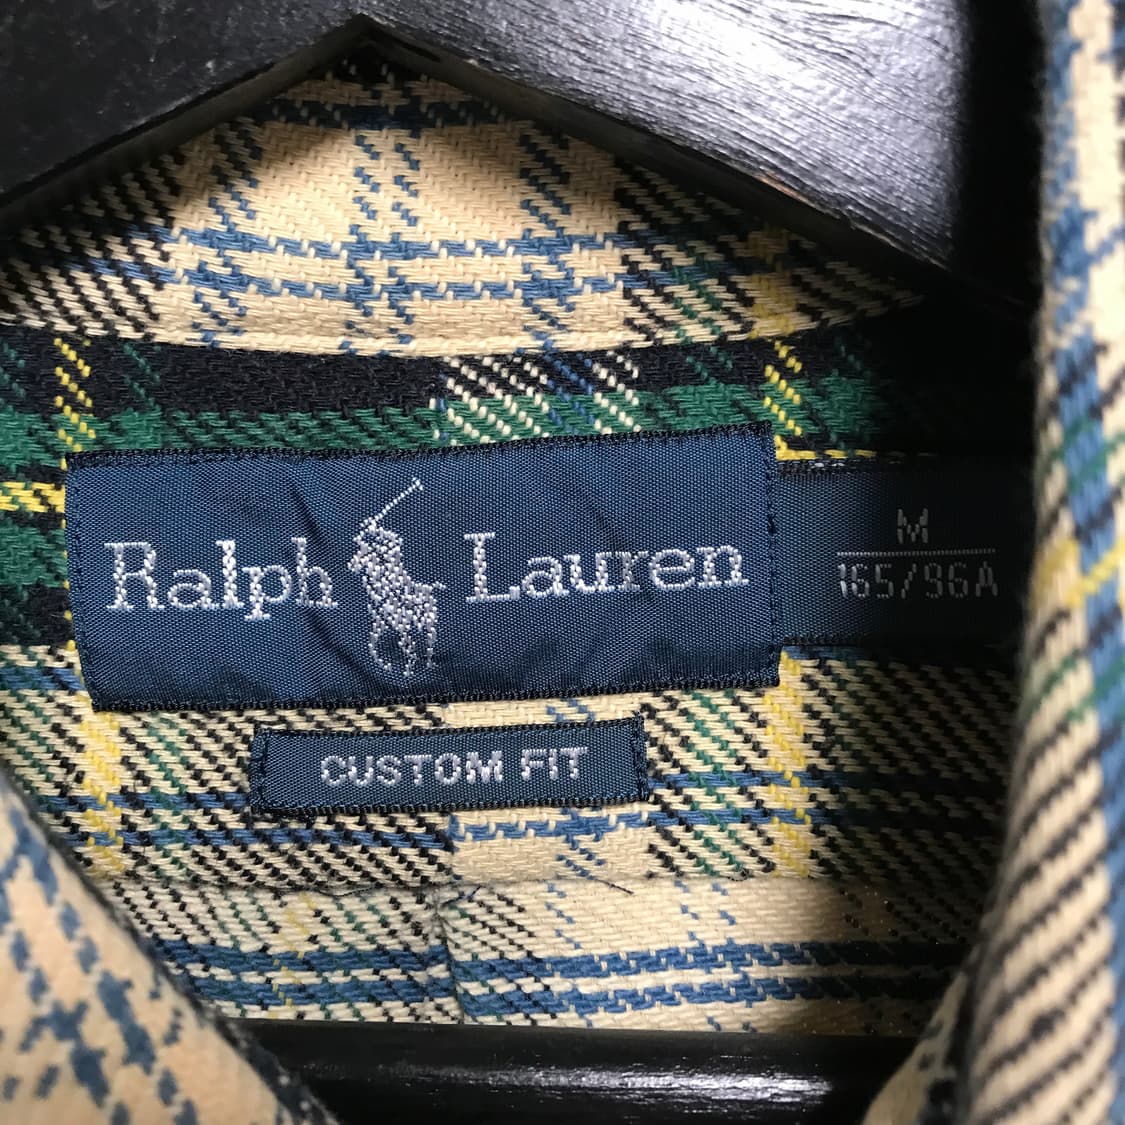 Ralph Lauren
M
165/96A
CUSTOM FIT